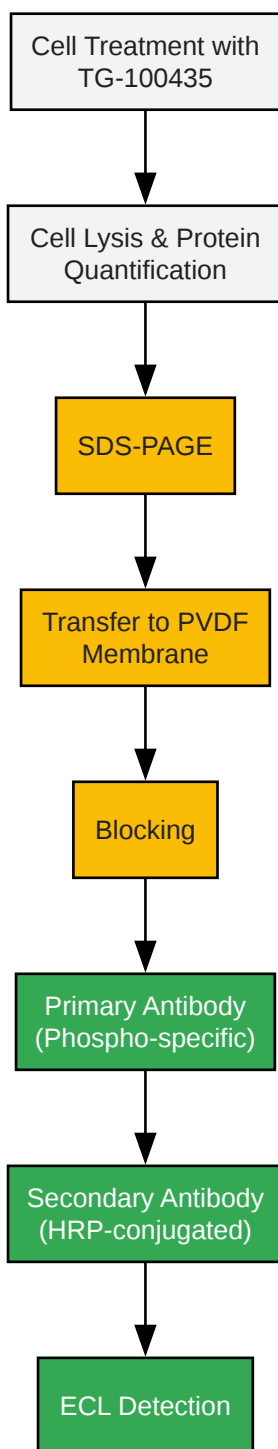 Cell Treatment with
TG-100435
Cell Lysis & Protein
Quantification
SDS-PAGE
Transfer to PVDF
Membrane
Blocking
Primary Antibody
(Phospho-specific)
Secondary Antibody
(HRP-conjugated)
ECL Detection